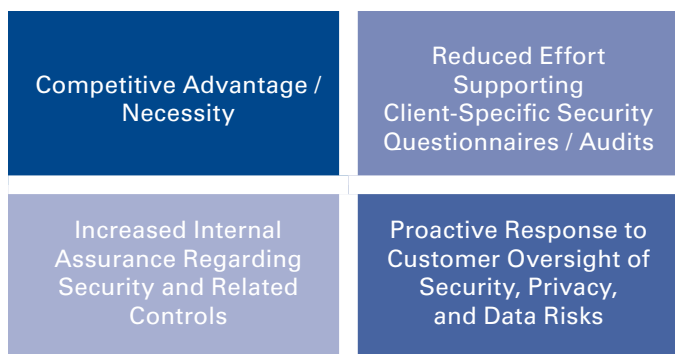 Competitive Advantage /
Necessity
Reduced Effort
Supporting
Client-Specific Security
Questionnaires / Audits
Increased Internal
Assurance Regarding
Security and Related
Controls
Proactive Response to
Customer Oversight of
Security, Privacy,
and Data Risks